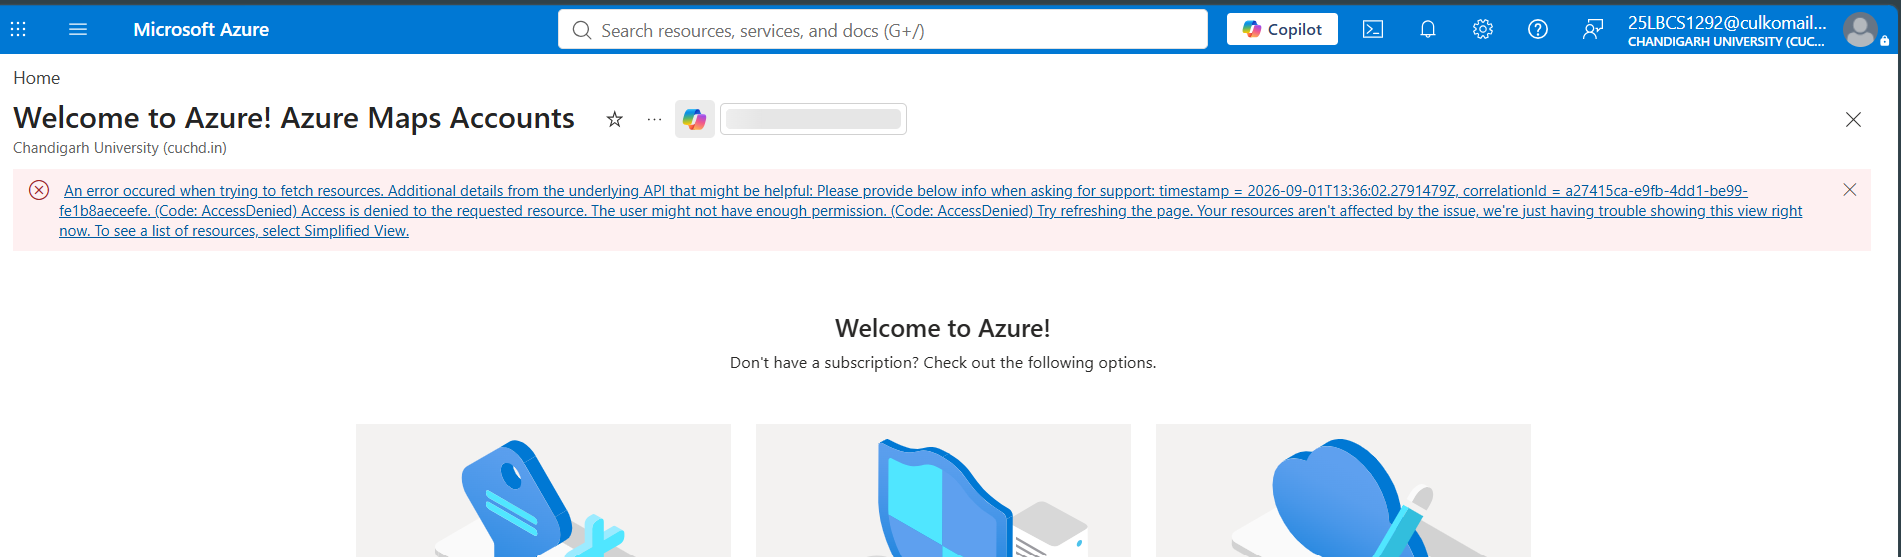 Microsoft Azure
Search resources, services, and docs (G+/)
Copilot
25LBCS1292@culkomail...
CHANDIGARH UNIVERSITY (CUC...
Home
Welcome to Azure! Azure Maps Accounts
Chandigarh University (cuchd.in)
An error occured when trying to fetch resources. Additional details from the underlying API that might be helpful: Please provide below info when asking for support: timestamp = 2026-09-01T13:36:02.2791479Z, correlationId = a27415ca-e9fb-4dd1-be99-
fe1b8aeceefe. (Code: AccessDenied) Access is denied to the requested resource. The user might not have enough permission. (Code: AccessDenied) Try refreshing the page. Your resources aren't affected by the issue, we're just having trouble showing this view right
now. To see a list of resources, select Simplified View.
Welcome to Azure!
Don't have a subscription? Check out the following options.